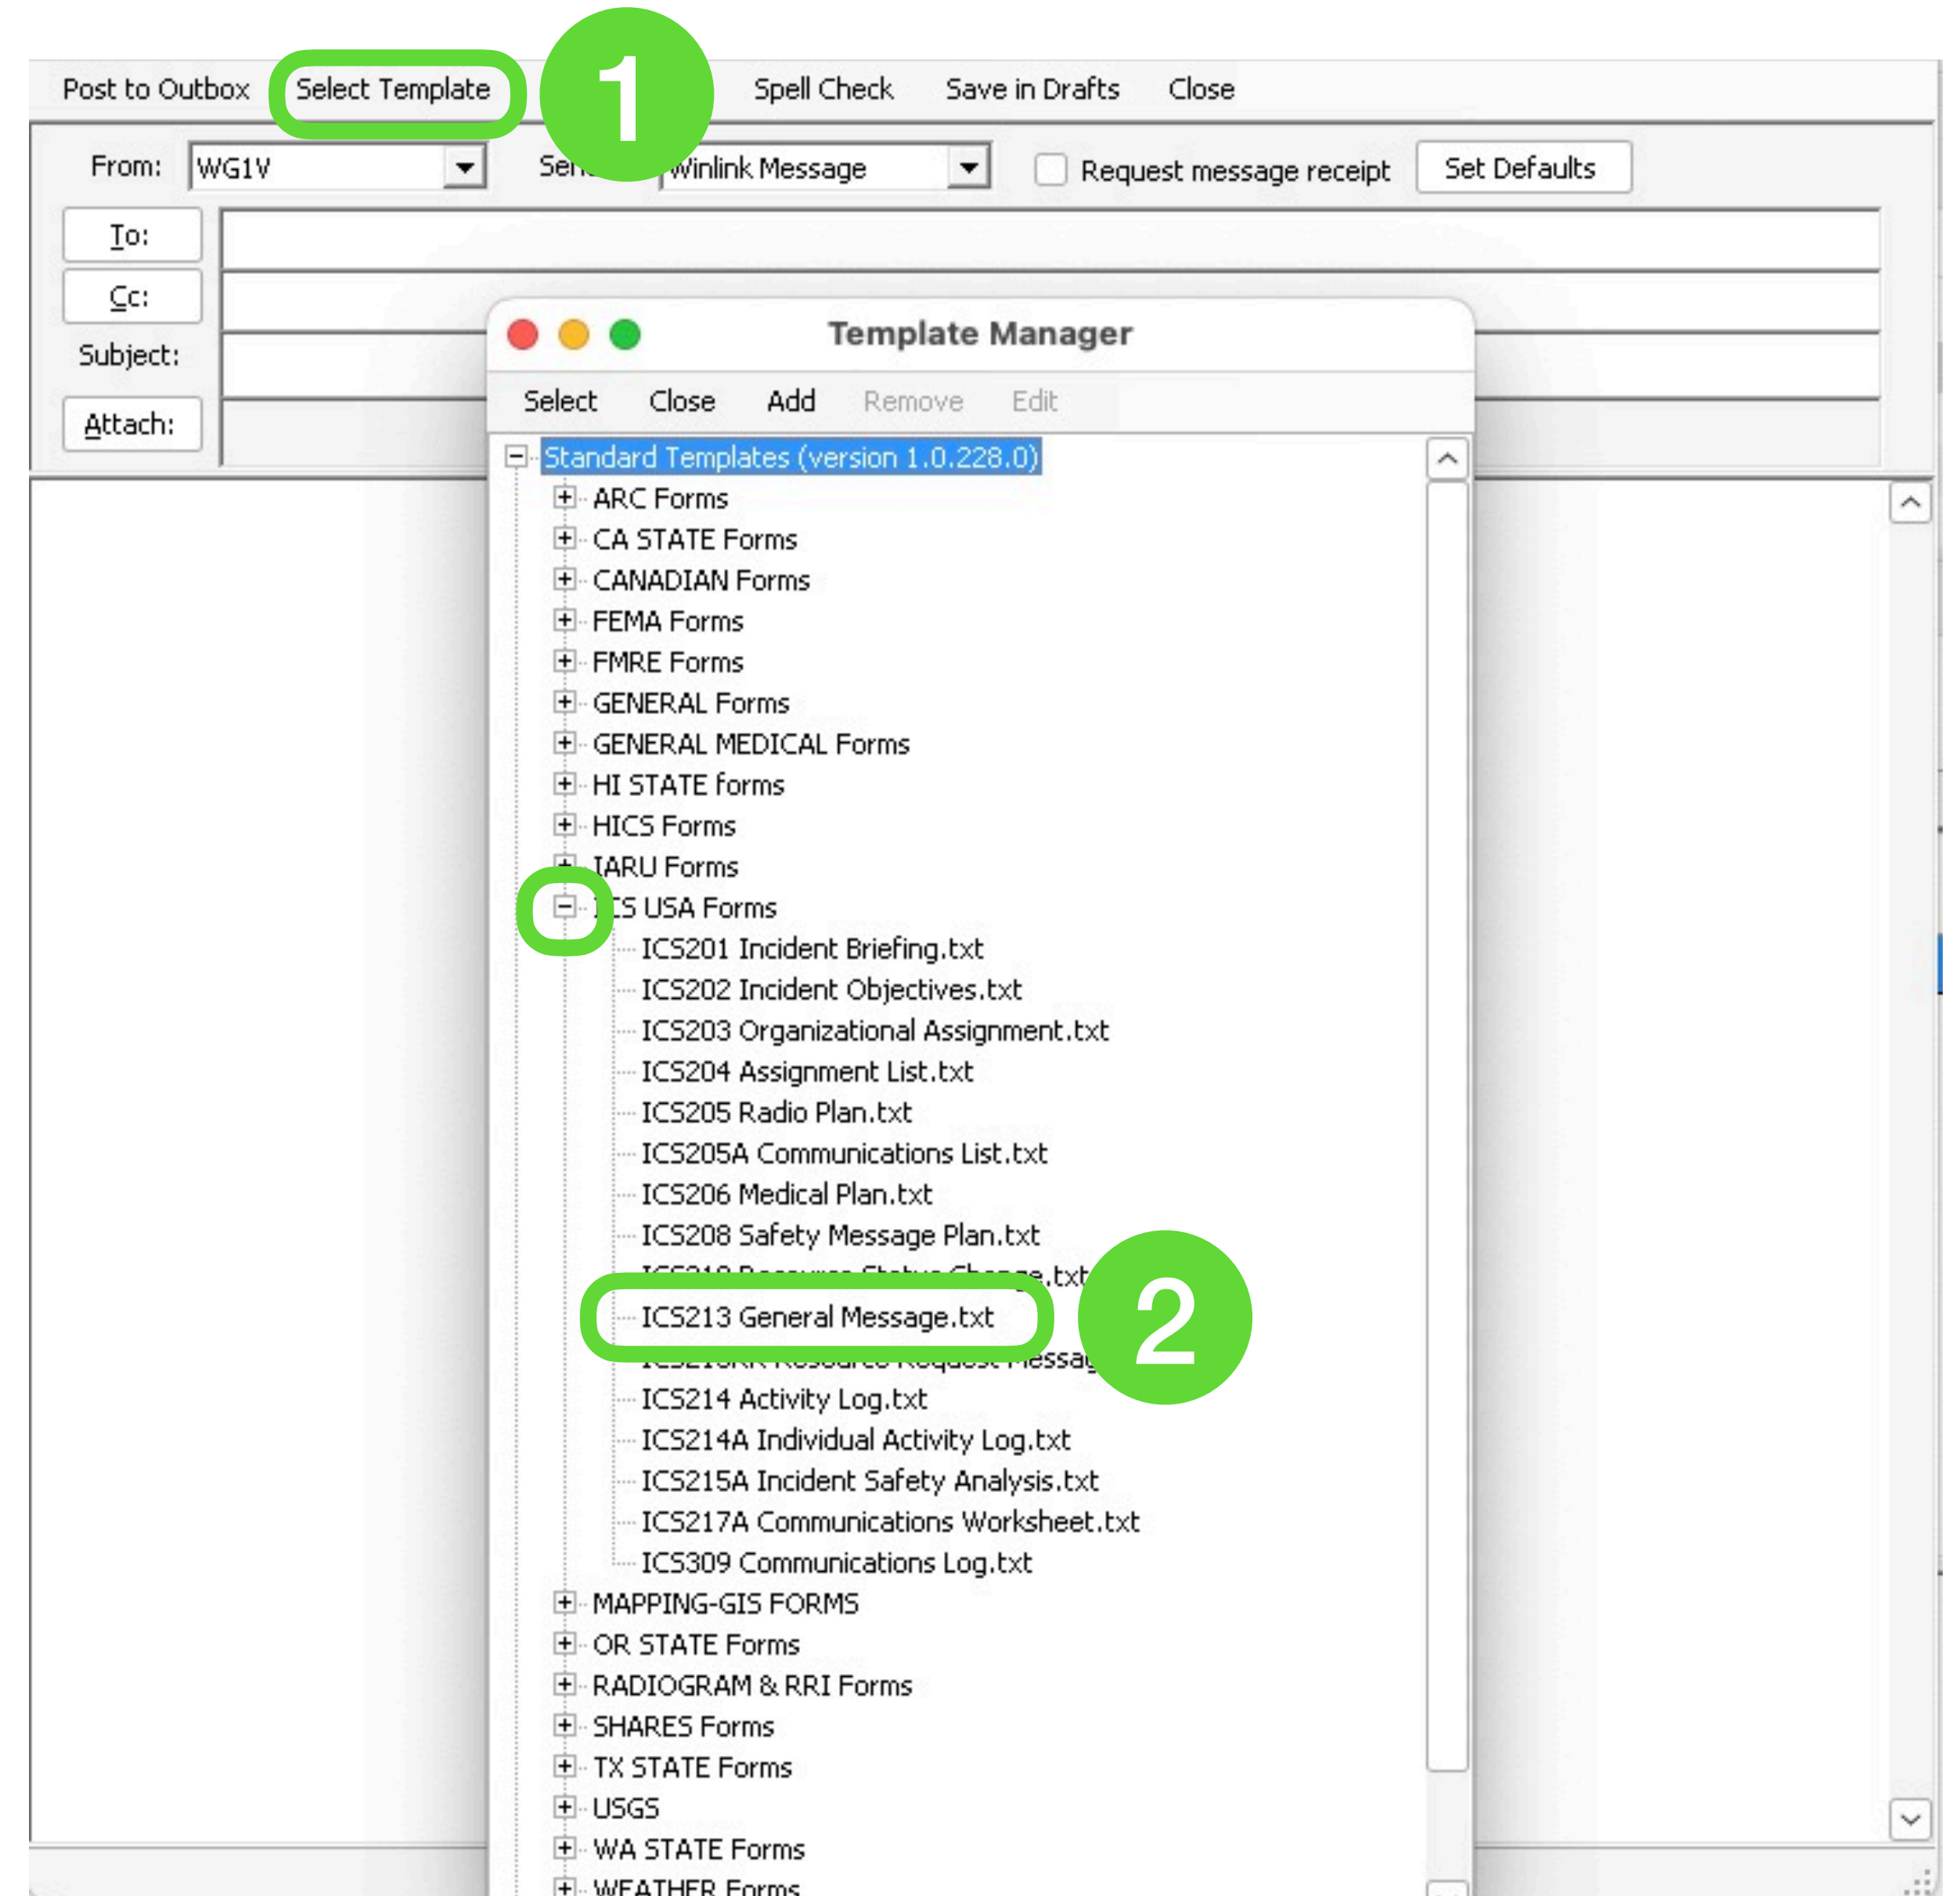 Post to Outbox Select Template 1 Spell Check Save in Drafts Close
From: WG1V Winlink Message Request message receipt Set Defaults
To:
Cc:
Subject:
Attach:
Template Manager
Select Close Add Remove Edit
Standard Templates (version 1.0.228.0)
ARC Forms
CA STATE Forms
CANADIAN Forms
FEMA Forms
FMRE Forms
GENERAL Forms
GENERAL MEDICAL Forms
HI STATE forms
HICS Forms
IARU Forms
ICS USA Forms
ICS201 Incident Briefing.txt
ICS202 Incident Objectives.txt
ICS203 Organizational Assignment.txt
ICS204 Assignment List.txt
ICS205 Radio Plan.txt
ICS205A Communications List.txt
ICS206 Medical Plan.txt
ICS208 Safety Message Plan.txt
Resource Status Change.txt
ICS213 General Message.txt 2
Resource Request
ICS214 Activity Log.txt
ICS214A Individual Activity Log.txt
ICS215A Incident Safety Analysis.txt
ICS217A Communications Worksheet.txt
ICS309 Communications Log.txt
MAPPING-GIS FORMS
OR STATE Forms
RADIOGRAM & RRI Forms
SHARES Forms
TX STATE Forms
USGS
WA STATE Forms
WEATHER Forms